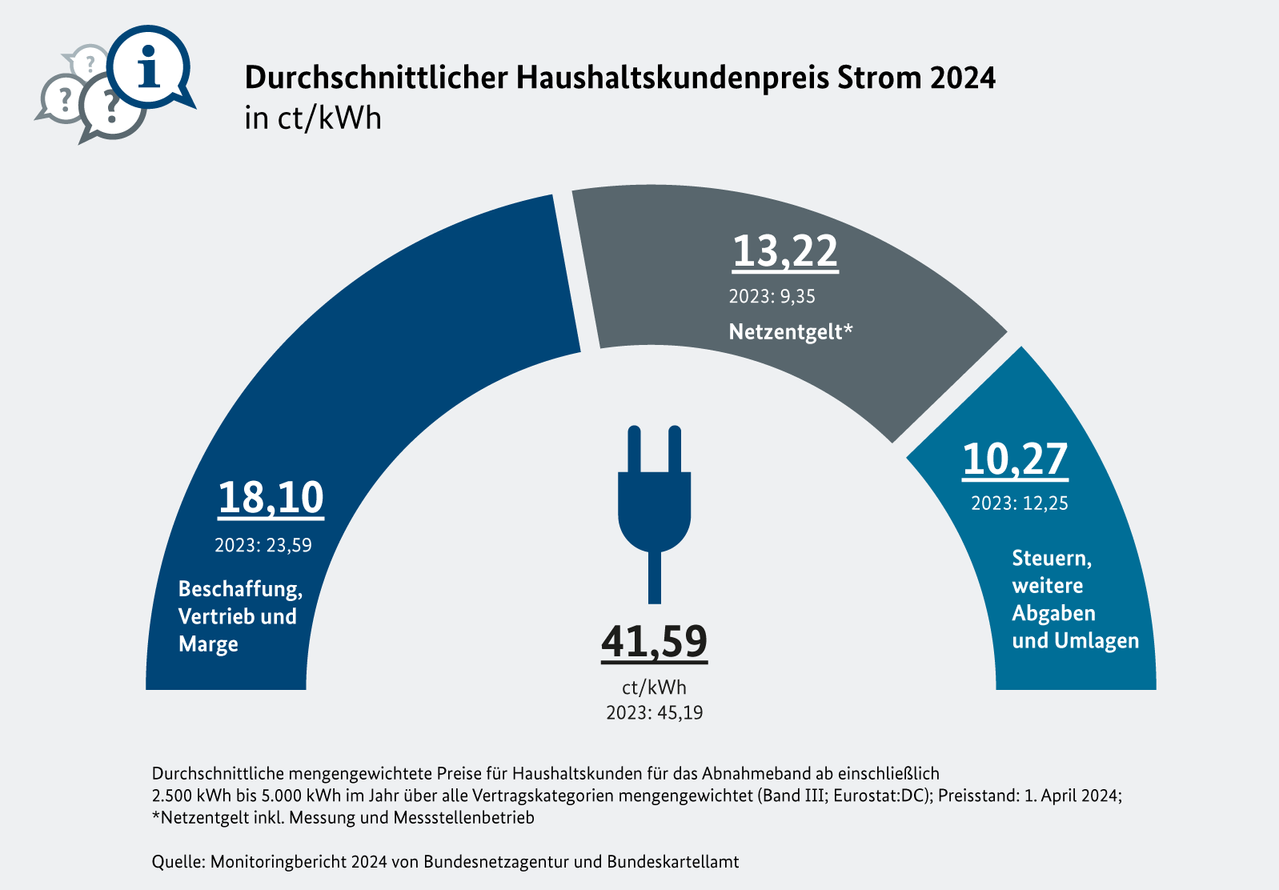 ? ? ? i
Durchschnittlicher Haushaltskundenpreis Strom 2024
in ct/kWh
18,10
2023: 23,59
Beschaffung,
Vertrieb und
Marge
13,22
2023: 9,35
Netzentgelt*
10,27
2023: 12,25
Steuern,
weitere
Abgaben
und Umlagen
41,59
ct/kWh
2023: 45,19
Durchschnittliche mengengewichtete Preise für Haushaltskunden für das Abnahmeband ab einschließlich
2.500 kWh bis 5.000 kWh im Jahr über alle Vertragskategorien mengengewichtet (Band III; Eurostat:DC); Preisstand: 1. April 2024;
*Netzentgelt inkl. Messung und Messstellenbetrieb
Quelle: Monitoringbericht 2024 von Bundesnetzagentur und Bundeskartellamt